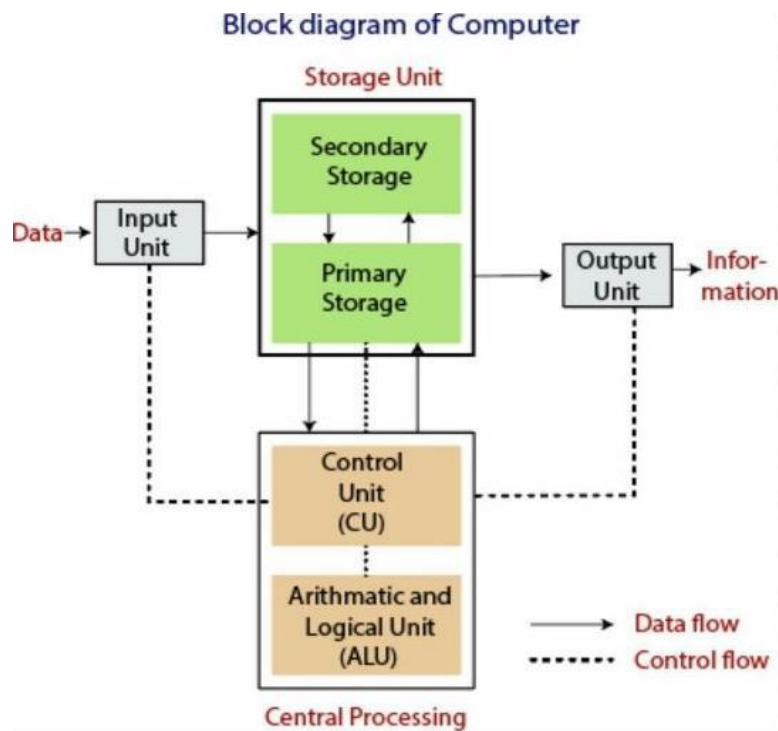 Block diagram of Computer
Storage Unit
Secondary
Storage
Data
Input
Unit
Primary
Storage
Output
Unit
Infor-
mation
Control
Unit
(CU)
Arithmatic and
Logical Unit
(ALU)
Data flow
Control flow
Central Processing